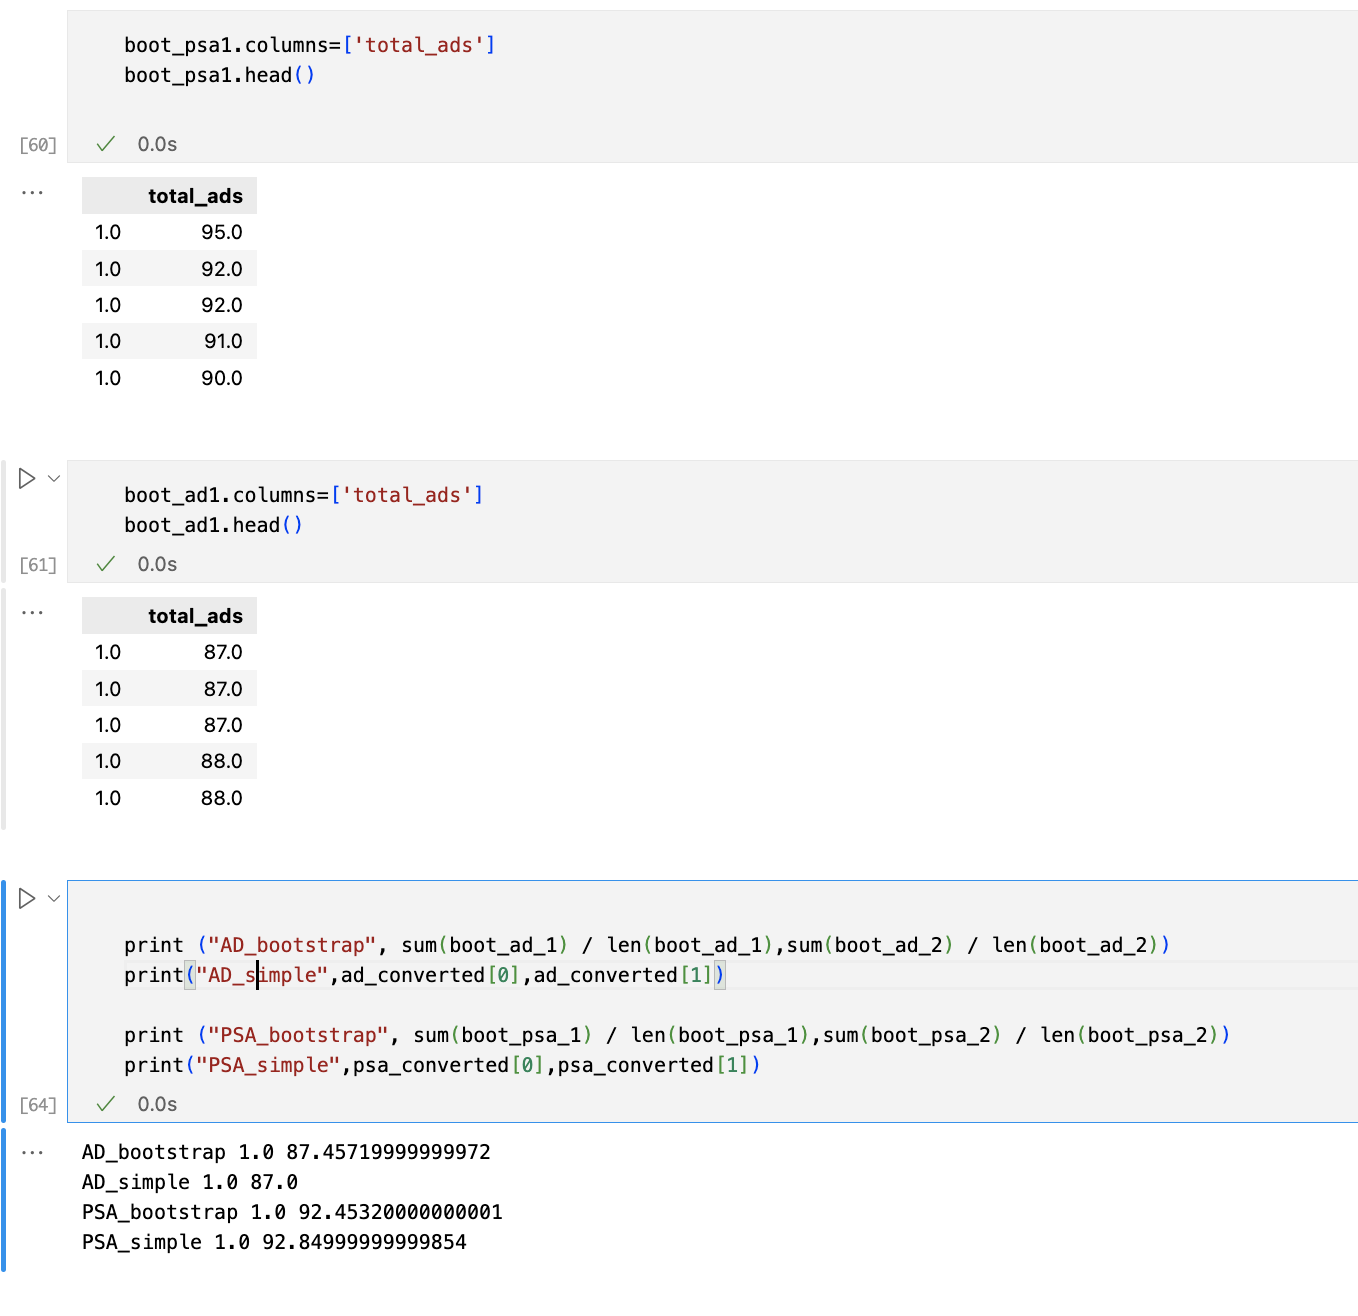 boot_psa1.columns=['total_ads']
boot_psa1.head()
[60]
0.0s
...
total_ads
1.0 95.0
1.0 92.0
1.0 92.0
1.0 91.0
1.0 90.0
boot_ad1.columns=['total_ads']
boot_ad1.head()
[61]
0.0s
...
total_ads
1.0 87.0
1.0 87.0
1.0 87.0
1.0 88.0
1.0 88.0
print ("AD_bootstrap", sum(boot_ad_1) / len(boot_ad_1),sum(boot_ad_2) / len(boot_ad_2))
print("AD_simple",ad_converted[0],ad_converted[1])
print ("PSA_bootstrap", sum(boot_psa_1) / len(boot_psa_1),sum(boot_psa_2) / len(boot_psa_2))
print("PSA_simple",psa_converted[0],psa_converted[1])
[64]
0.0s
...
AD_bootstrap 1.0 87.45719999999972
AD_simple 1.0 87.0
PSA_bootstrap 1.0 92.45320000000001
PSA_simple 1.0 92.84999999999854